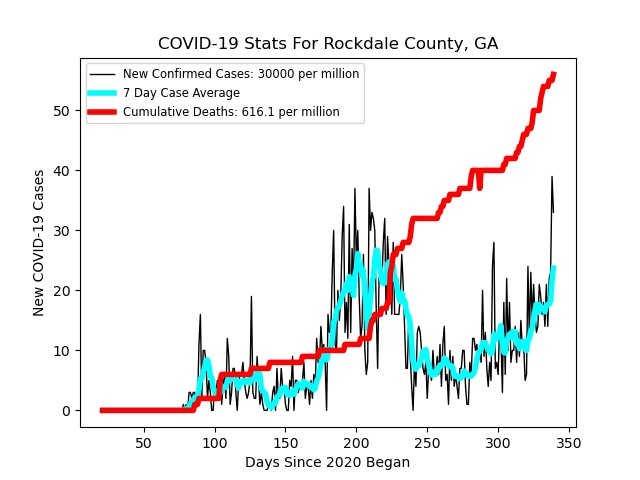 COVID-19 Stats For Rockdale County, GA
New Confirmed Cases: 30000 per million
7 Day Case Average
Cumulative Deaths: 616.1 per million
New COVID-19 Cases
50
40
30
20
10
0
50 100 150 200 250 300 350
Days Since 2020 Began